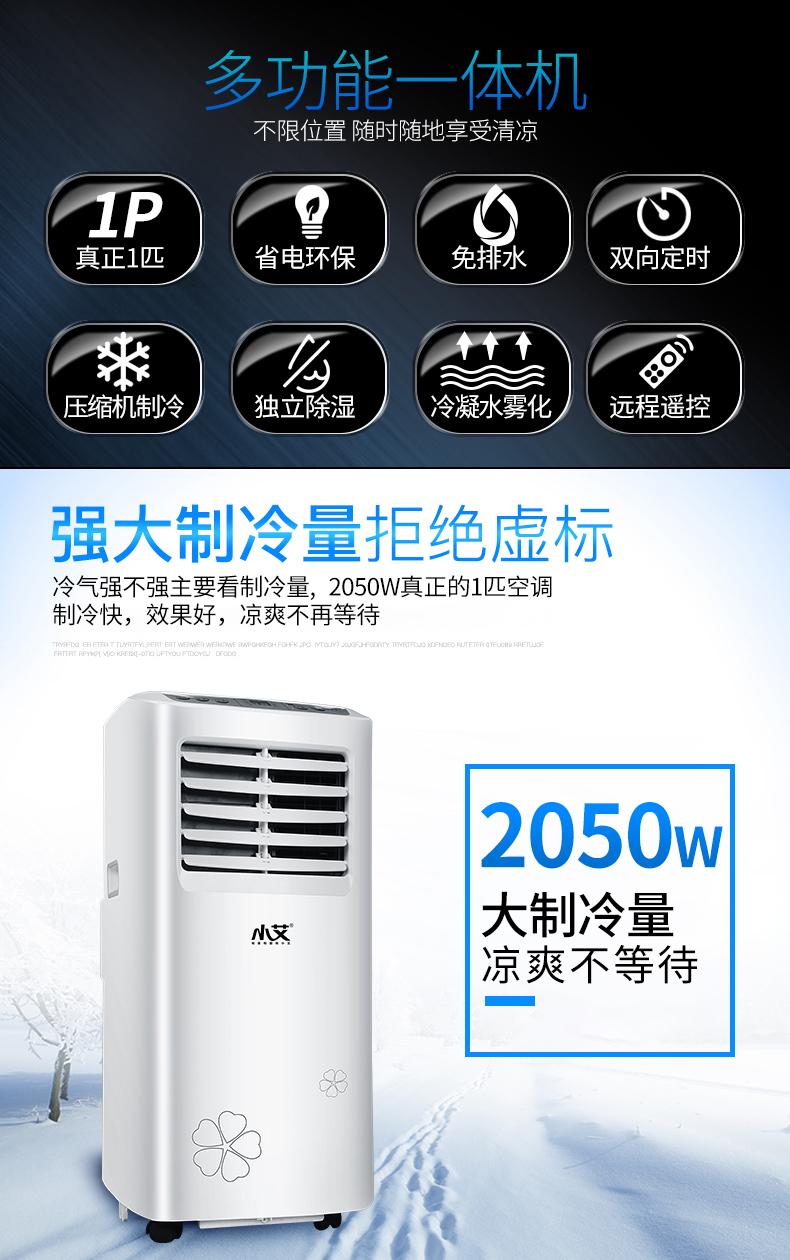 多功能一体机
不限位置 随时随地享受清凉
1P
真正1匹
省电环保
免排水
双向定时
压缩机制冷
独立除湿
冷凝水雾化
远程遥控
强大制冷量拒绝虚标
冷气强不强主要看制冷量，2050W真正的1匹空调
制冷快，效果好，凉爽不再等待
小艾®
2050W
大制冷量
凉爽不等待